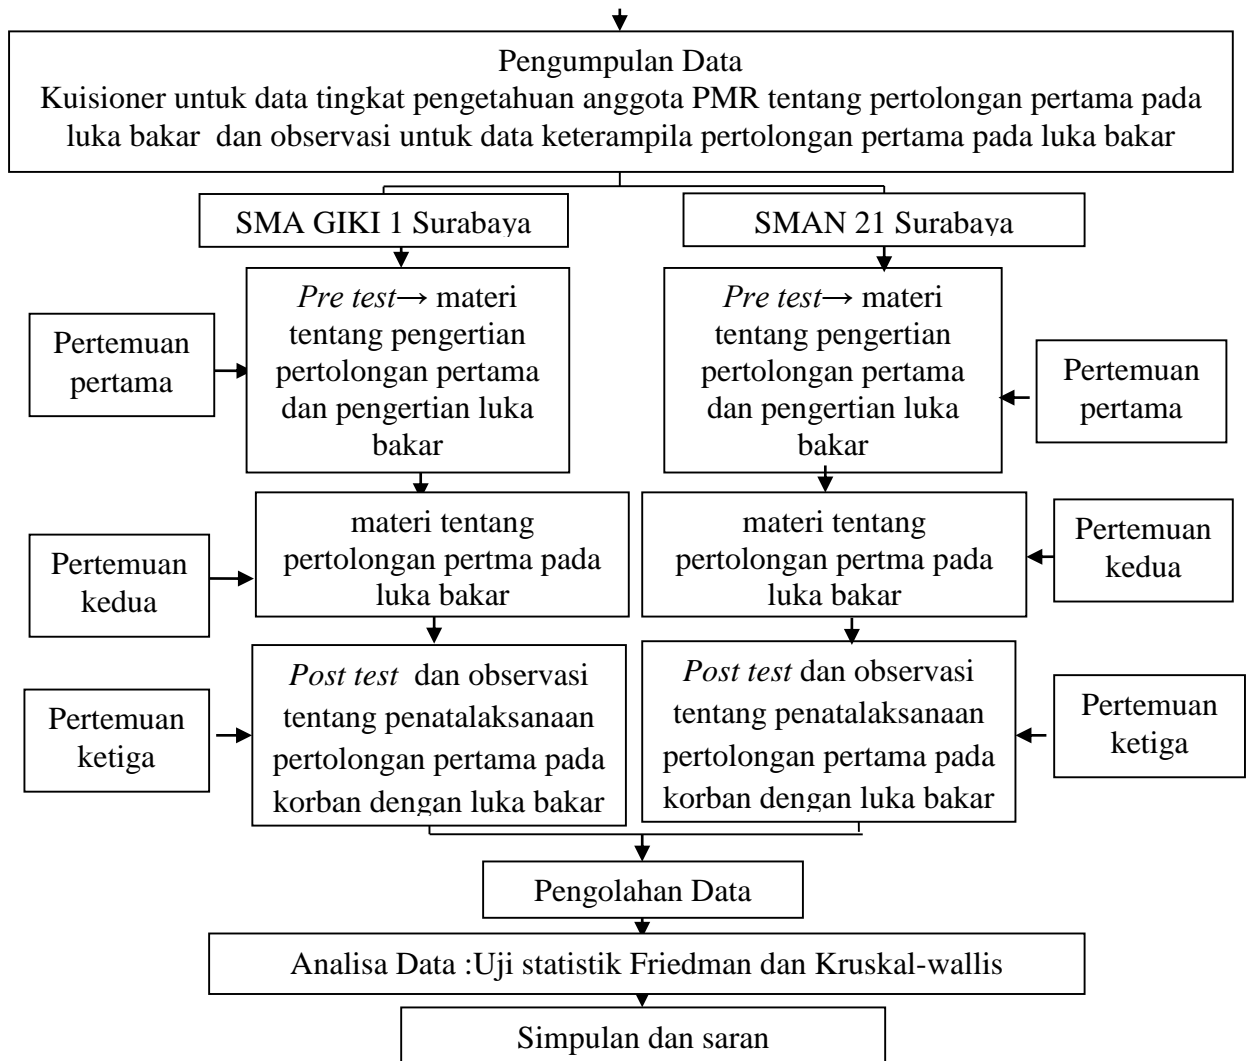 Pengumpulan Data
Kuisioner untuk data tingkat pengetahuan anggota PMR tentang pertolongan pertama pada
luka bakar dan observasi untuk data keterampila pertolongan pertama pada luka bakar
SMA GIKI 1 Surabaya
SMAN 21 Surabaya
Pre test→ materi
tentang pengertian
pertolongan pertama
dan pengertian luka
bakar
Pre test→ materi
tentang pengertian
pertolongan pertama
dan pengertian luka
bakar
Pertemuan
pertama
Pertemuan
pertama
materi tentang
pertolongan pertma pada
luka bakar
materi tentang
pertolongan pertma pada
luka bakar
Pertemuan
kedua
Pertemuan
kedua
Post test dan observasi
tentang penatalaksanaan
pertolongan pertama pada
korban dengan luka bakar
Post test dan observasi
tentang penatalaksanaan
pertolongan pertama pada
korban dengan luka bakar
Pertemuan
ketiga
Pertemuan
ketiga
Pengolahan Data
Analisa Data :Uji statistik Friedman dan Kruskal-wallis
Simpulan dan saran